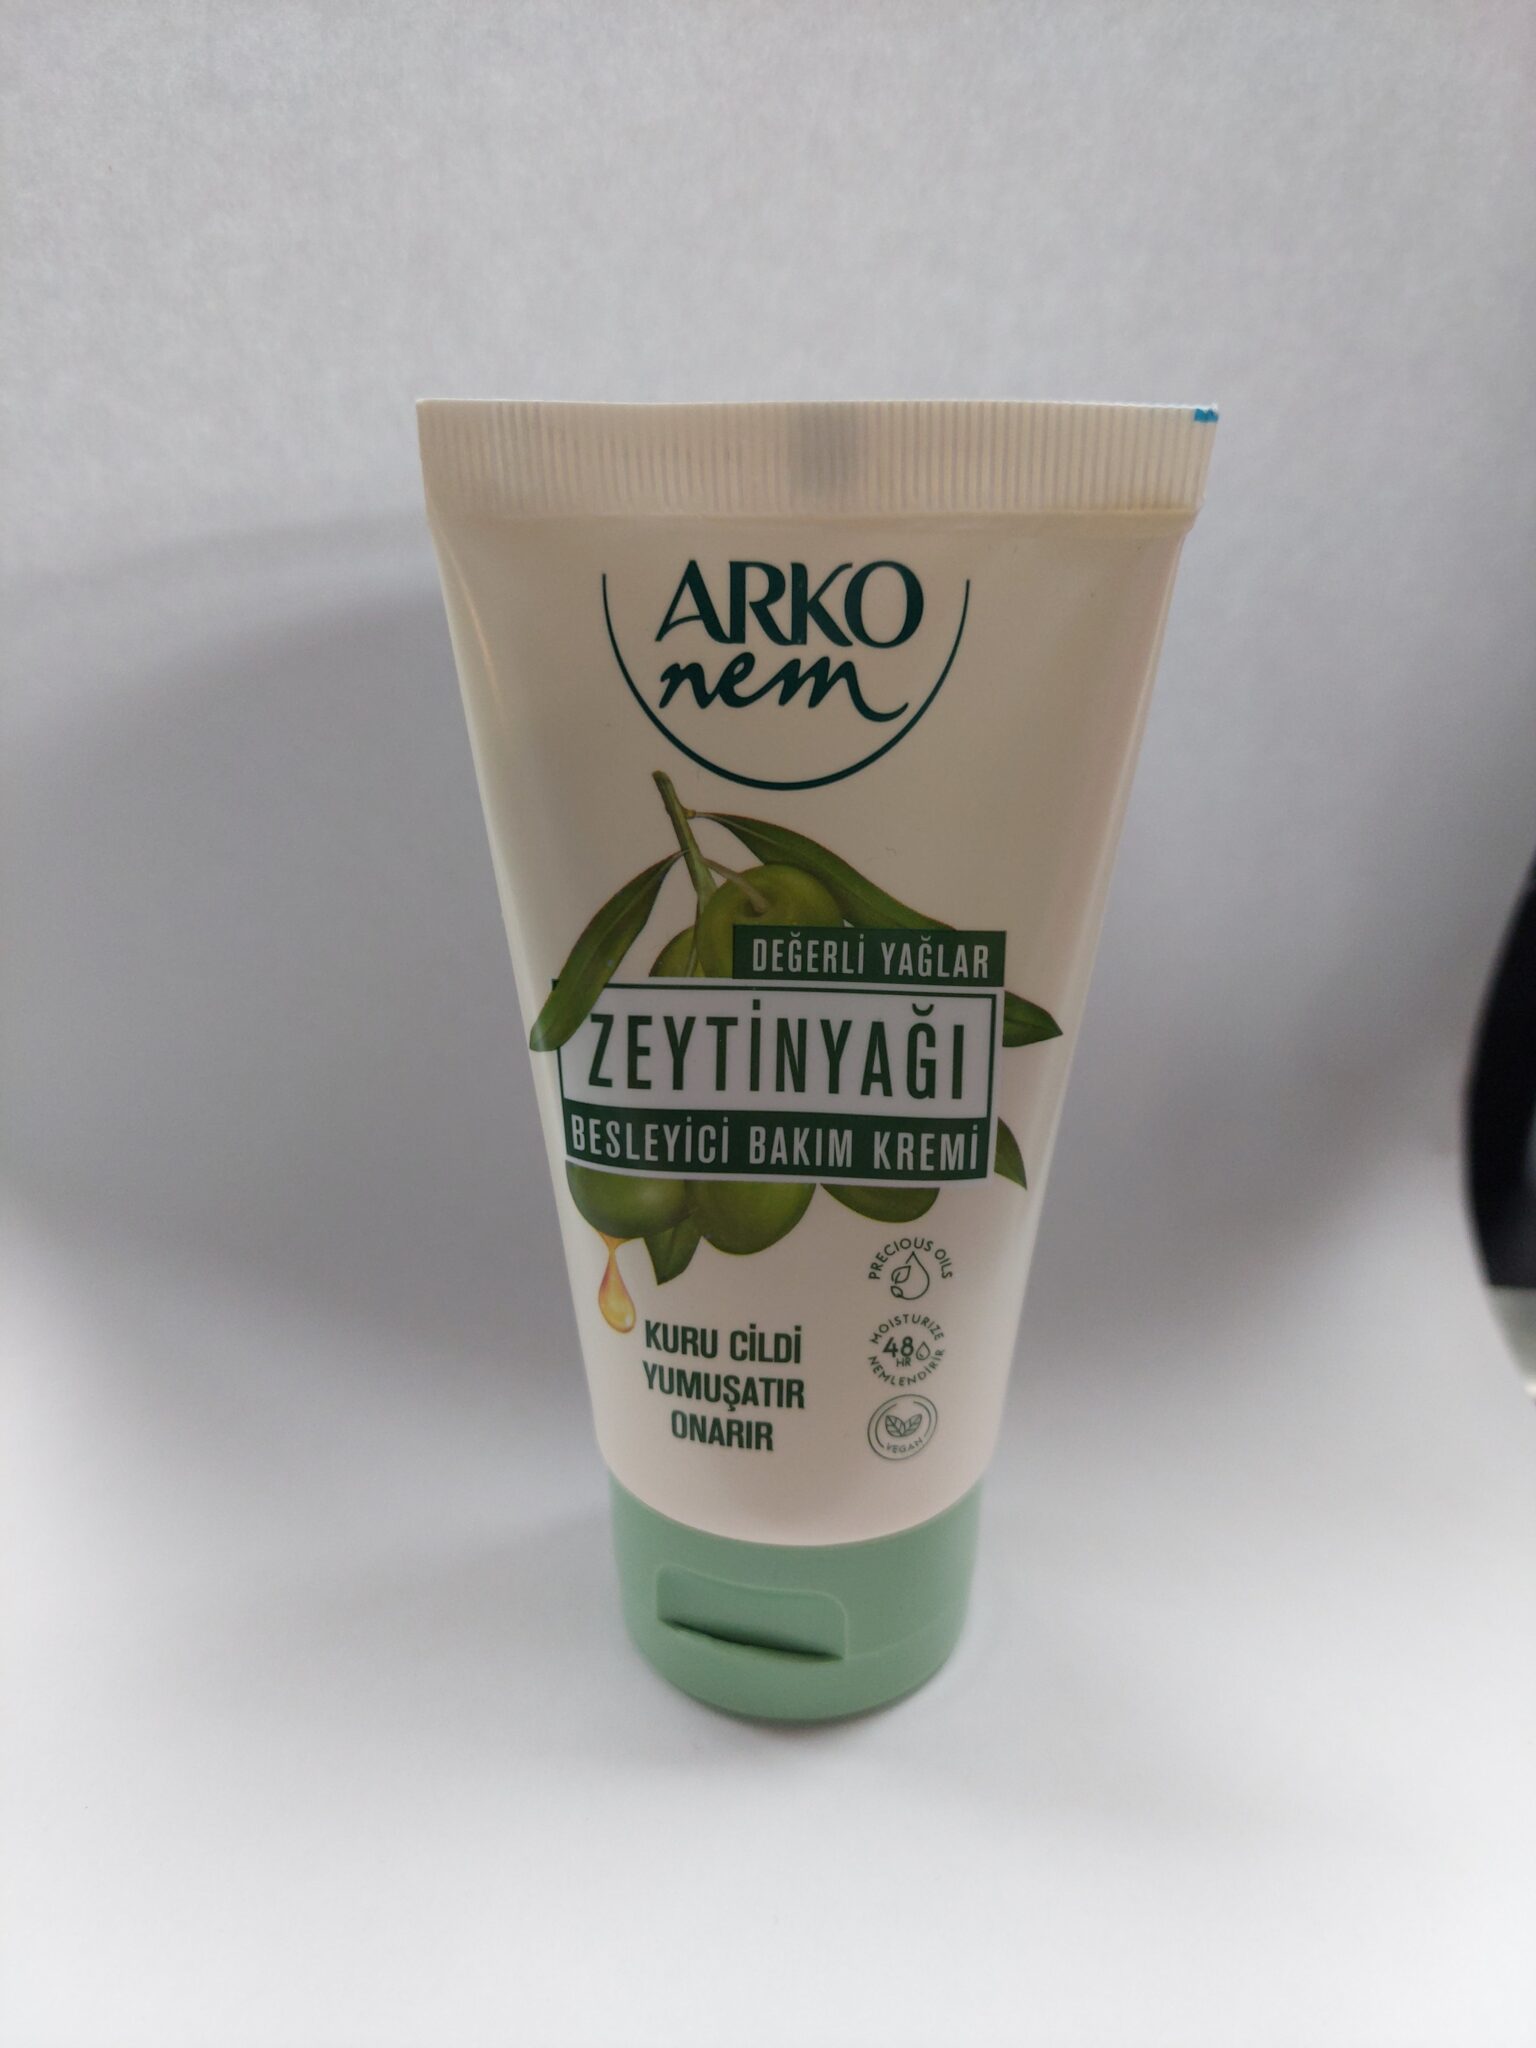 ARKO
nem
DEĞERLİ YAĞLAR
ZEYTİNYAĞI
BESLEYİCİ BAKIM KREMİ
PRECIOUS OILS
KURU CİLDİ
YUMUŞATIR
ONARIR
MOISTURIZE
48
HR
NEMLENDİRİR
VEGAN